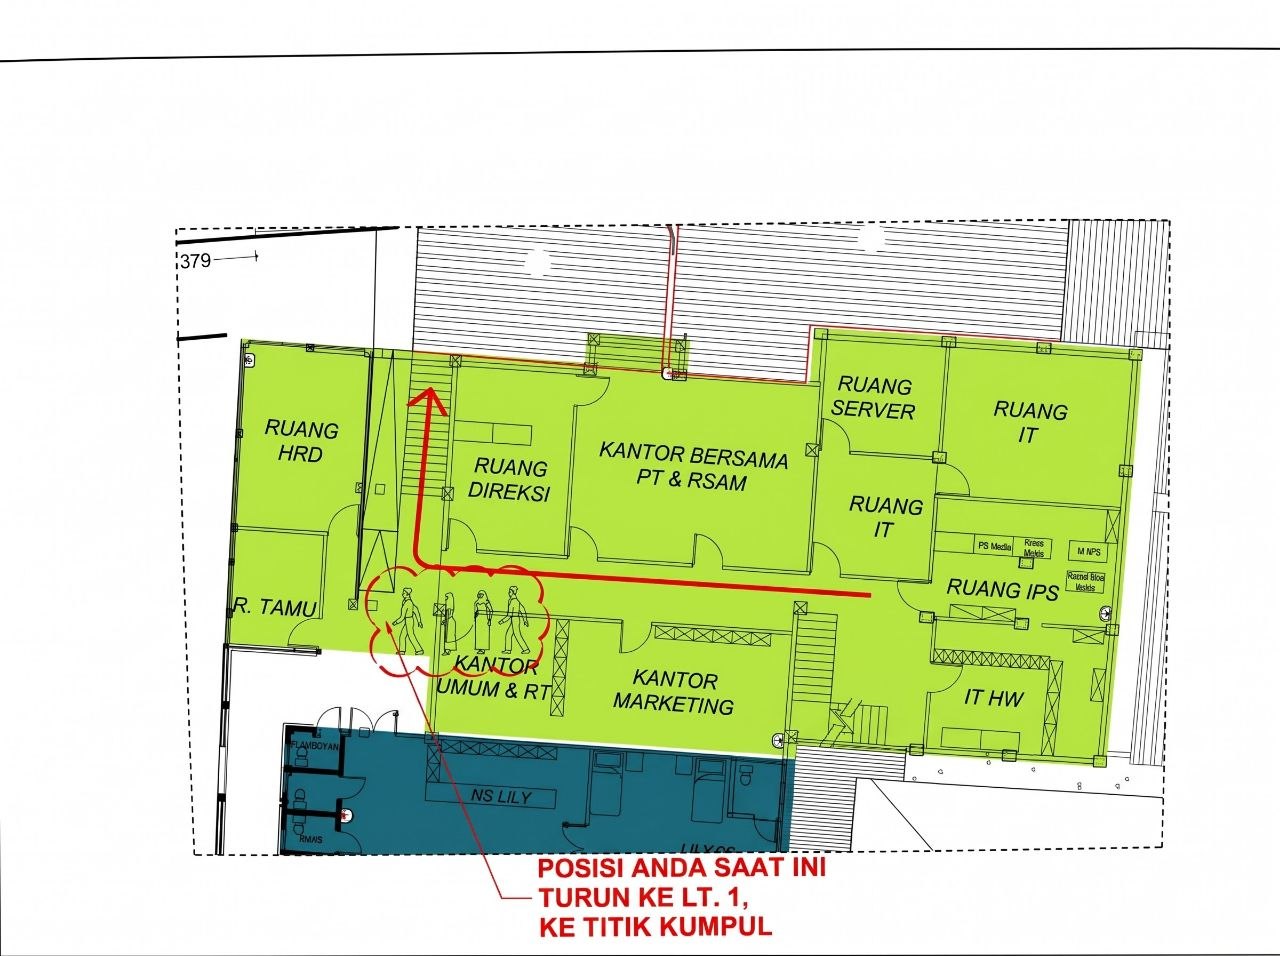 379
RUANG
HRD
RUANG
DIREKSI
KANTOR BERSAMA
PT & RSAM
RUANG
SERVER
RUANG
IT
RUANG
IT
PS Media
M NPS
RUANG IPS
R. TAMU
KANTOR
UMUM & RT
KANTOR
MARKETING
IT HW
FLAMBOYAN
NS LILY
POSISI ANDA SAAT INI
TURUN KE LT. 1,
KE TITIK KUMPUL